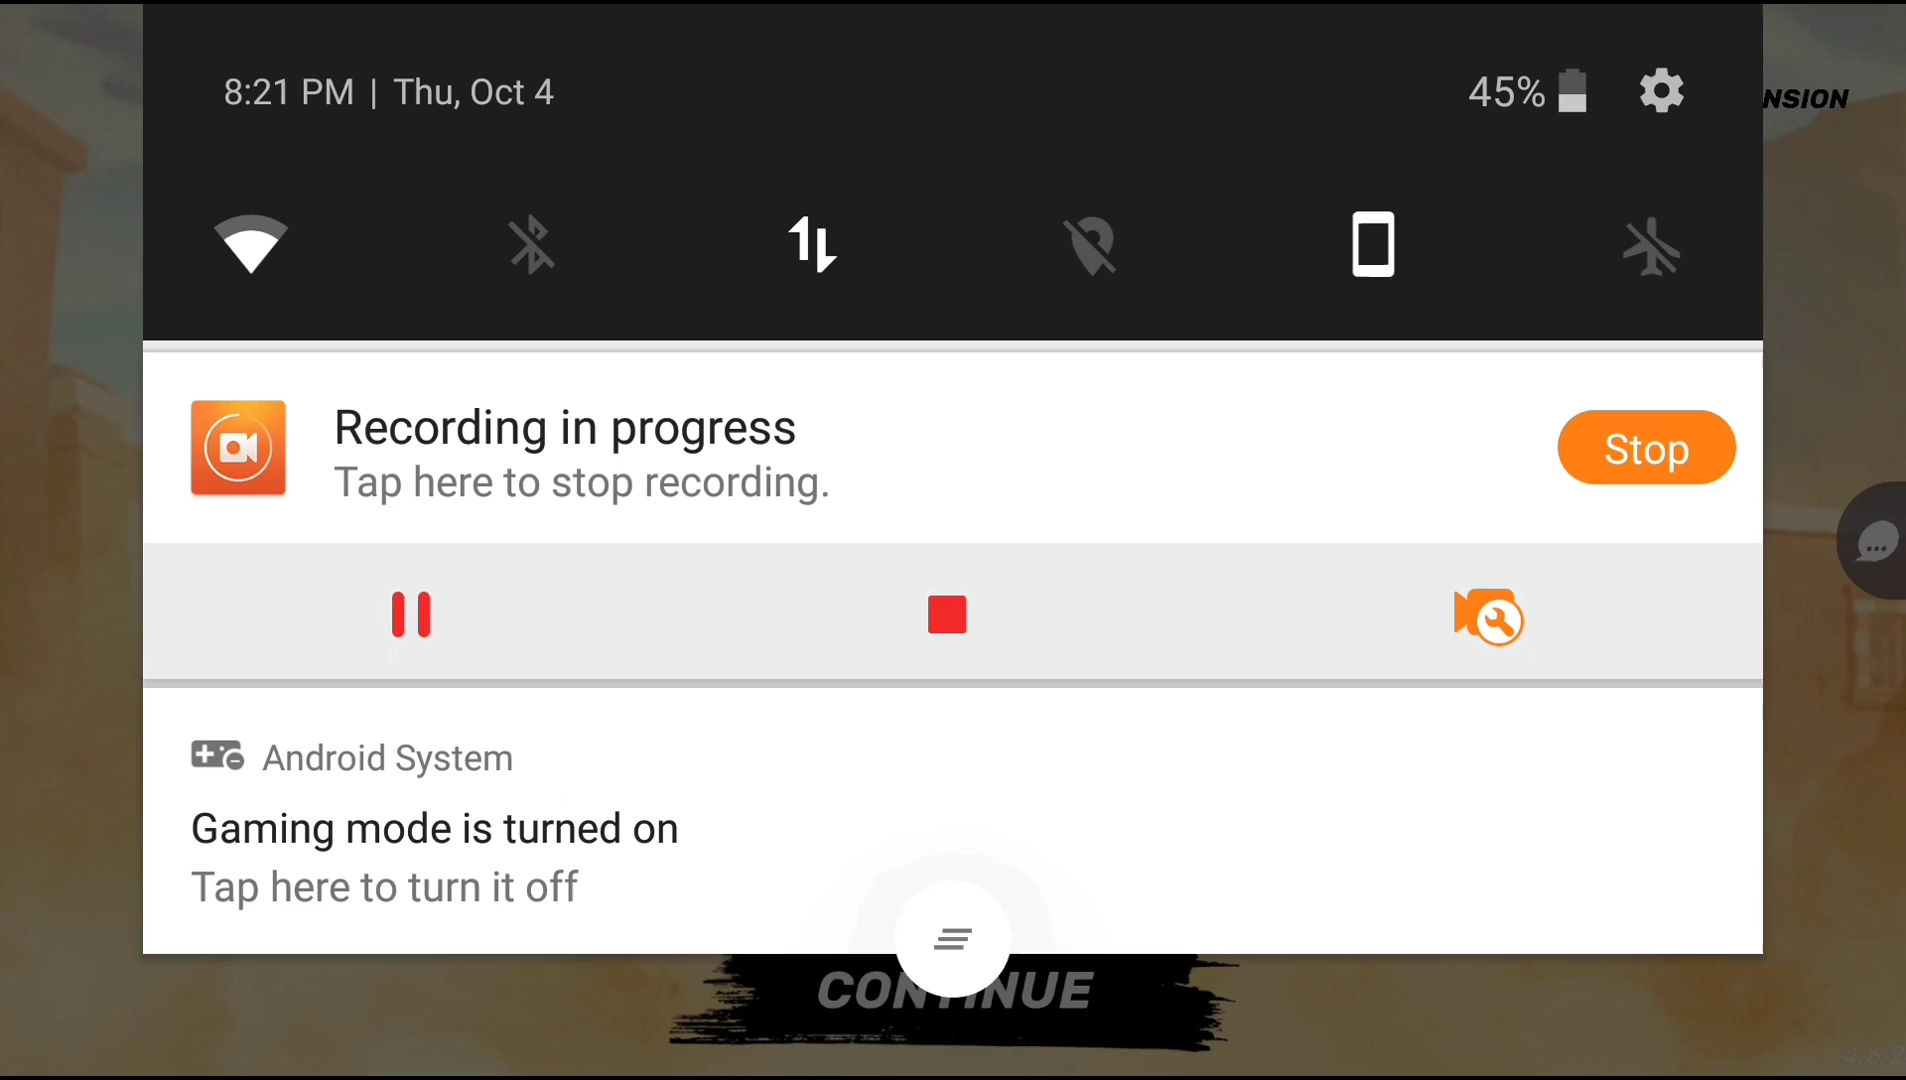 8:21 PM | Thu, Oct 4
45%
NSION
Recording in progress
Tap here to stop recording.
Stop
Android System
Gaming mode is turned on
Tap here to turn it off
CONTINUE